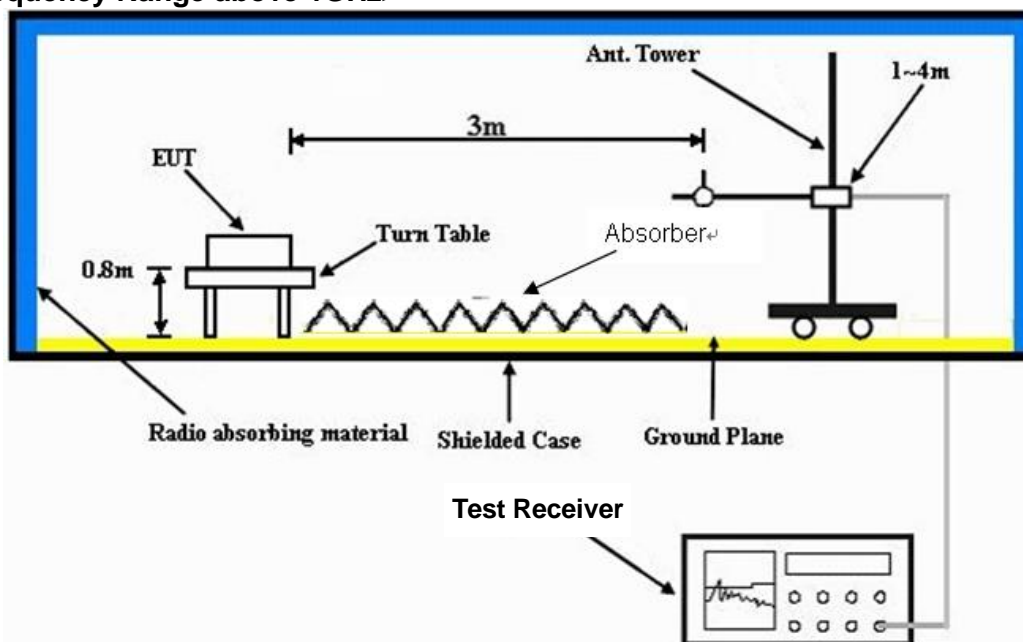 Ant. Tower
1~4m
3m
EUT
Turn Table
Absorber
0.8m
Radio absorbing material
Shielded Case
Ground Plane
Test Receiver